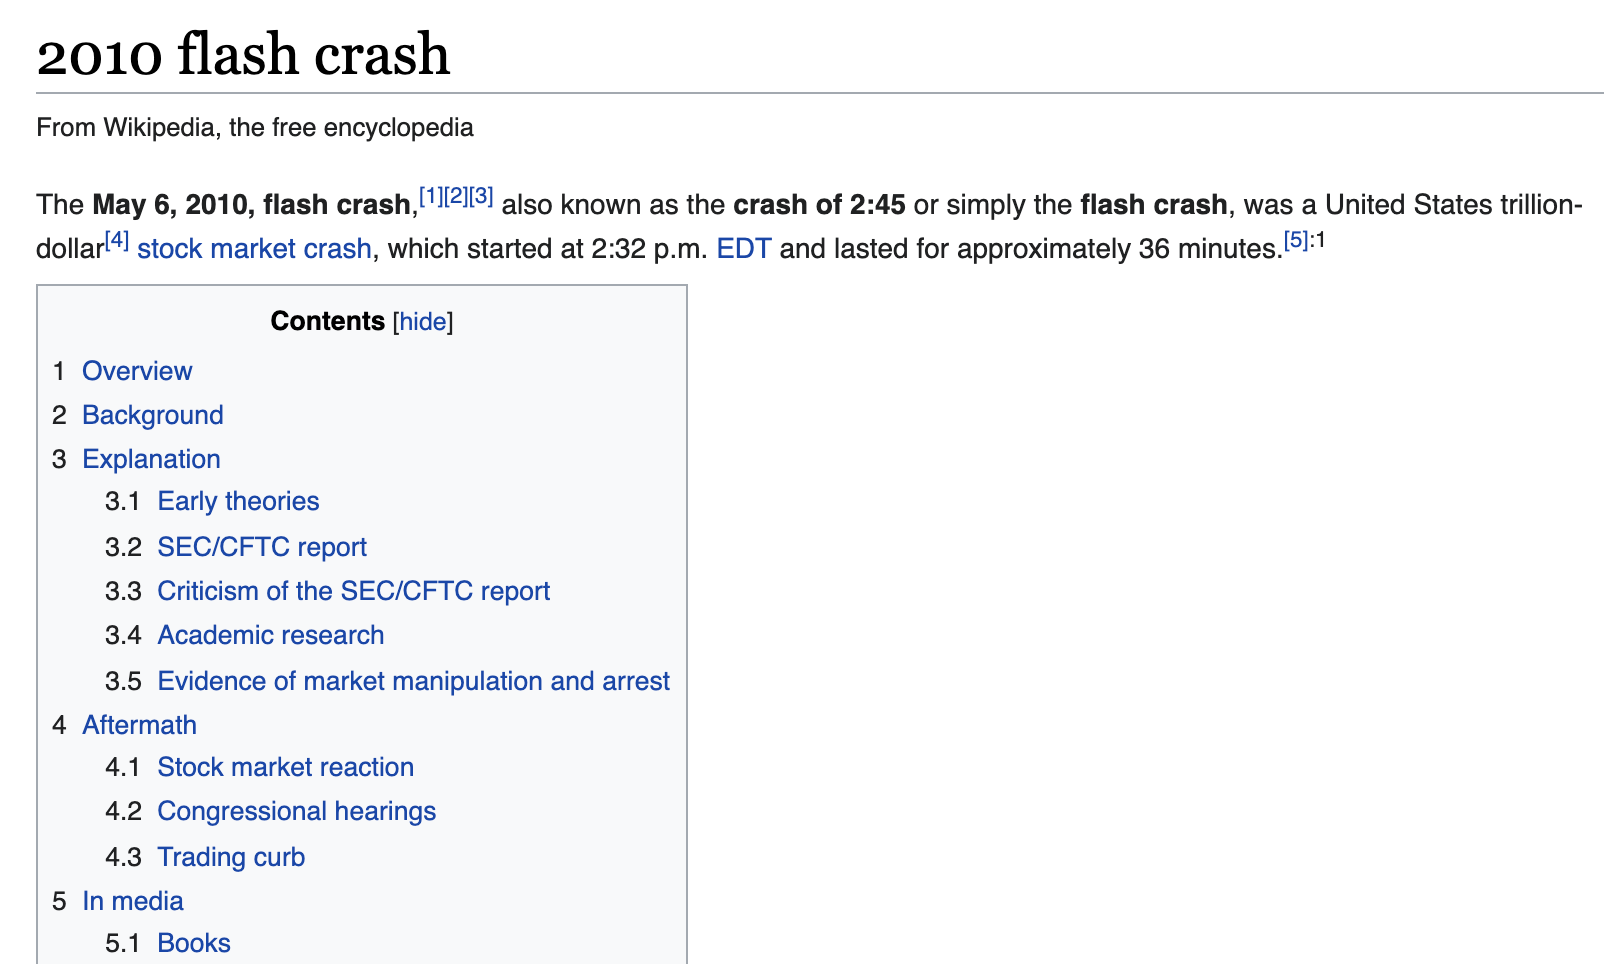 2010 flash crash
From Wikipedia, the free encyclopedia
The May 6, 2010, flash crash,[1][2][3] also known as the crash of 2:45 or simply the flash crash, was a United States trillion-
dollar[4] stock market crash, which started at 2:32 p.m. EDT and lasted for approximately 36 minutes.[5]:1
Contents [hide]
1 Overview
2 Background
3 Explanation
3.1 Early theories
3.2 SEC/CFTC report
3.3 Criticism of the SEC/CFTC report
3.4 Academic research
3.5 Evidence of market manipulation and arrest
4 Aftermath
4.1 Stock market reaction
4.2 Congressional hearings
4.3 Trading curb
5 In media
5.1 Books